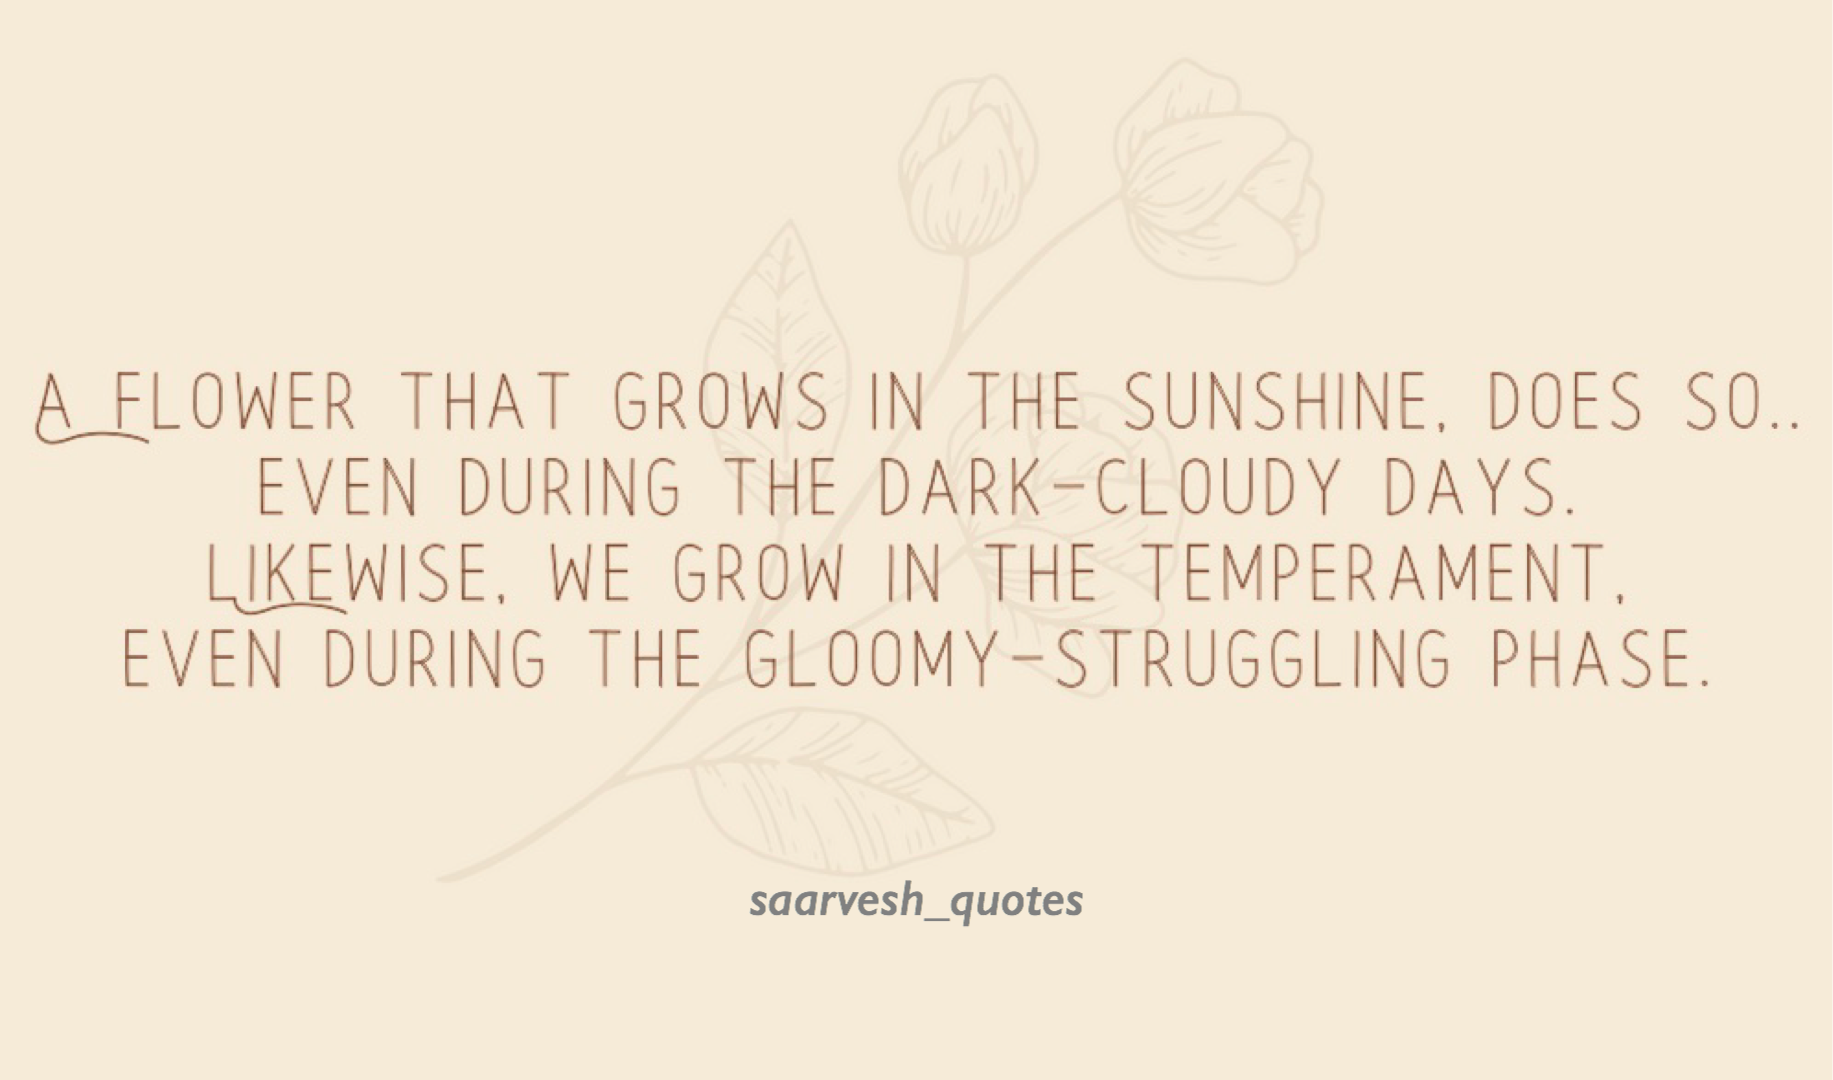 A FLOWER THAT GROWS IN THE SUNSHINE, DOES SO..
EVEN DURING THE DARK-CLOUDY DAYS.
LIKEWISE, WE GROW IN THE TEMPERAMENT,
EVEN DURING THE GLOOMY-STRUGGLING PHASE.
saarvesh_quotes